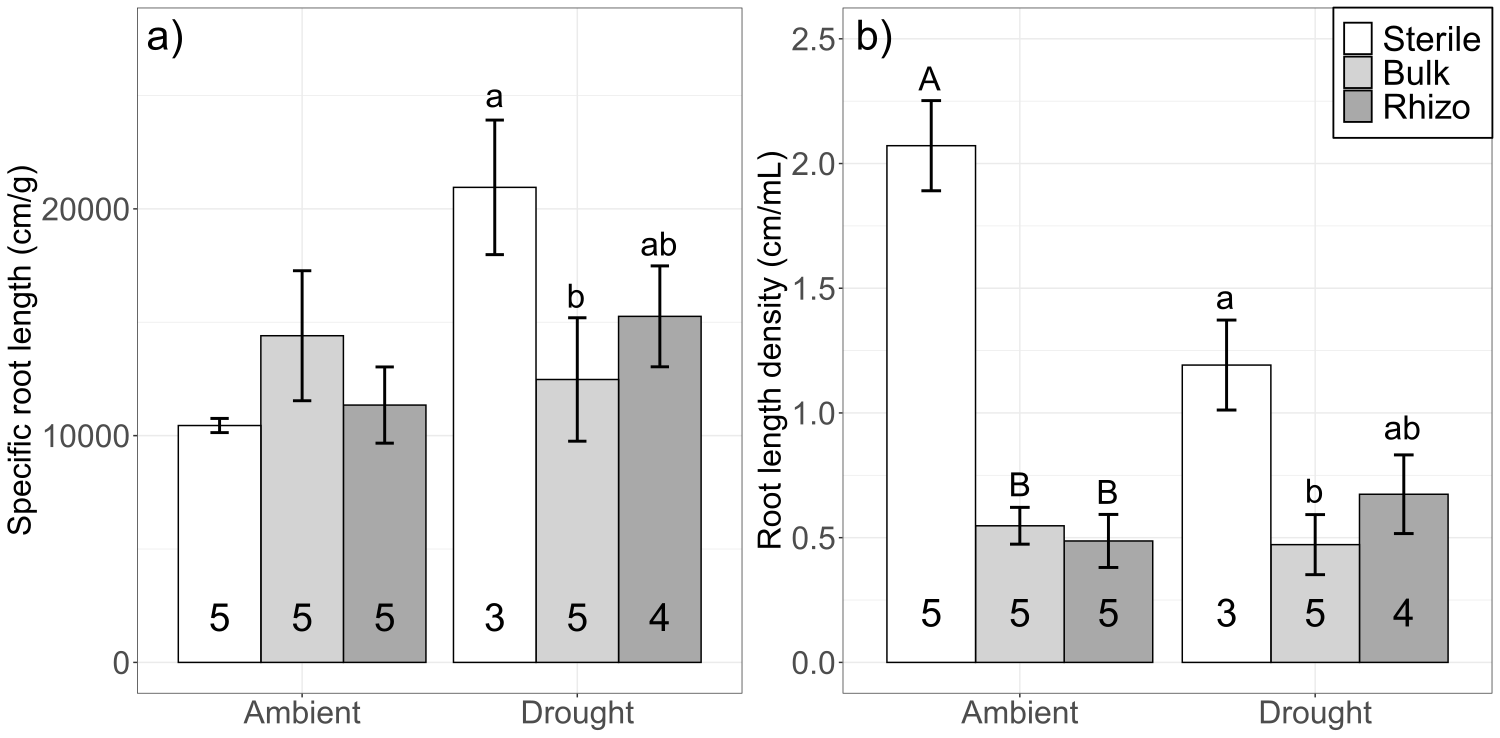 a)
Specific root length (cm/g)
20000
10000
0
a
b
ab
5
5
5
3
5
4
Ambient
Drought
b)
Sterile
Bulk
Rhizo
Root length density (cm/mL)
2.5
2.0
1.5
1.0
0.5
0.0
A
B
B
a
b
ab
5
5
5
3
5
4
Ambient
Drought